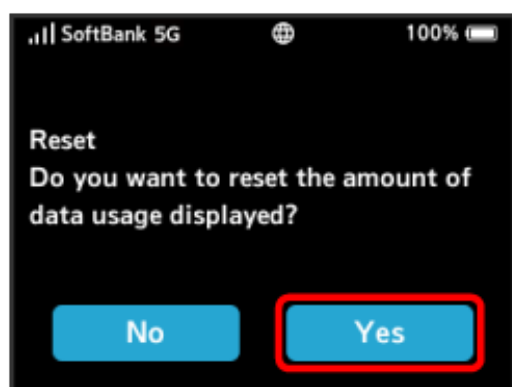 SoftBank 5G 100%
Reset
Do you want to reset the amount of
data usage displayed?
No Yes